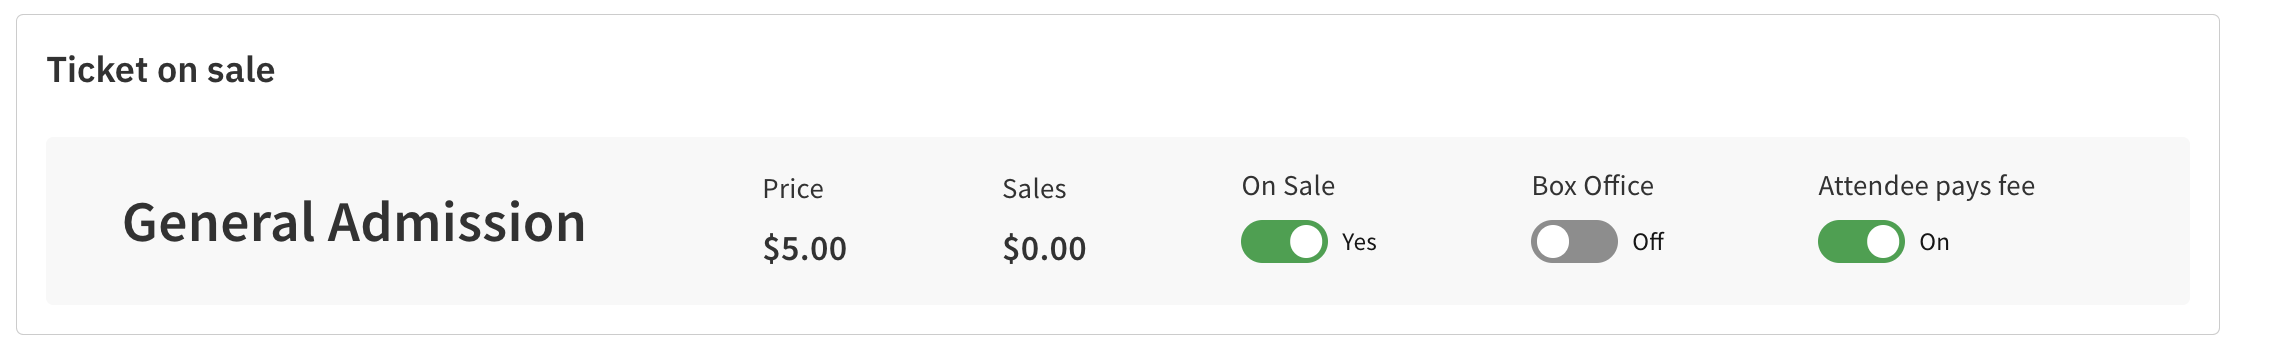 Ticket on sale
General Admission
Price
$5.00
Sales
$0.00
On Sale
Yes
Box Office
Off
Attendee pays fee
On